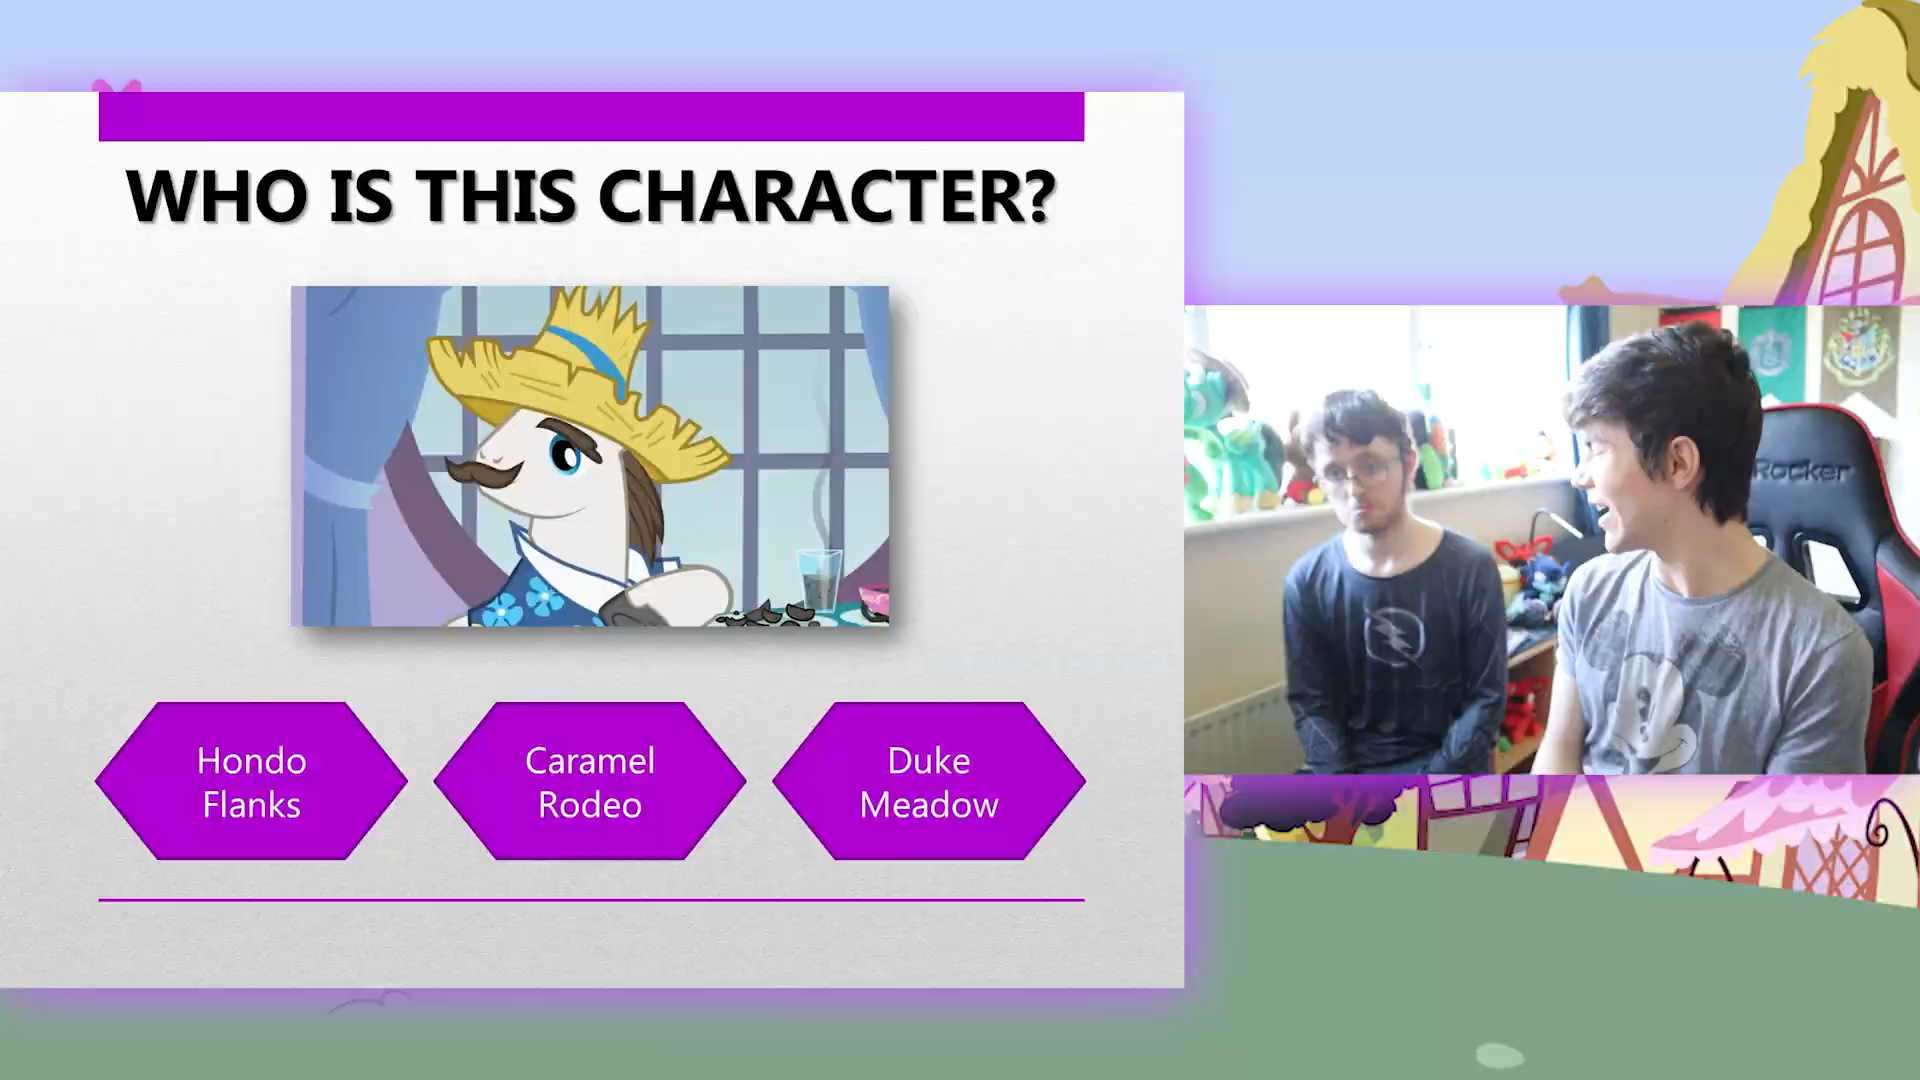 WHO IS THIS CHARACTER?
Hondo
Flanks
Caramel
Rodeo
Duke
Meadow
Rocker